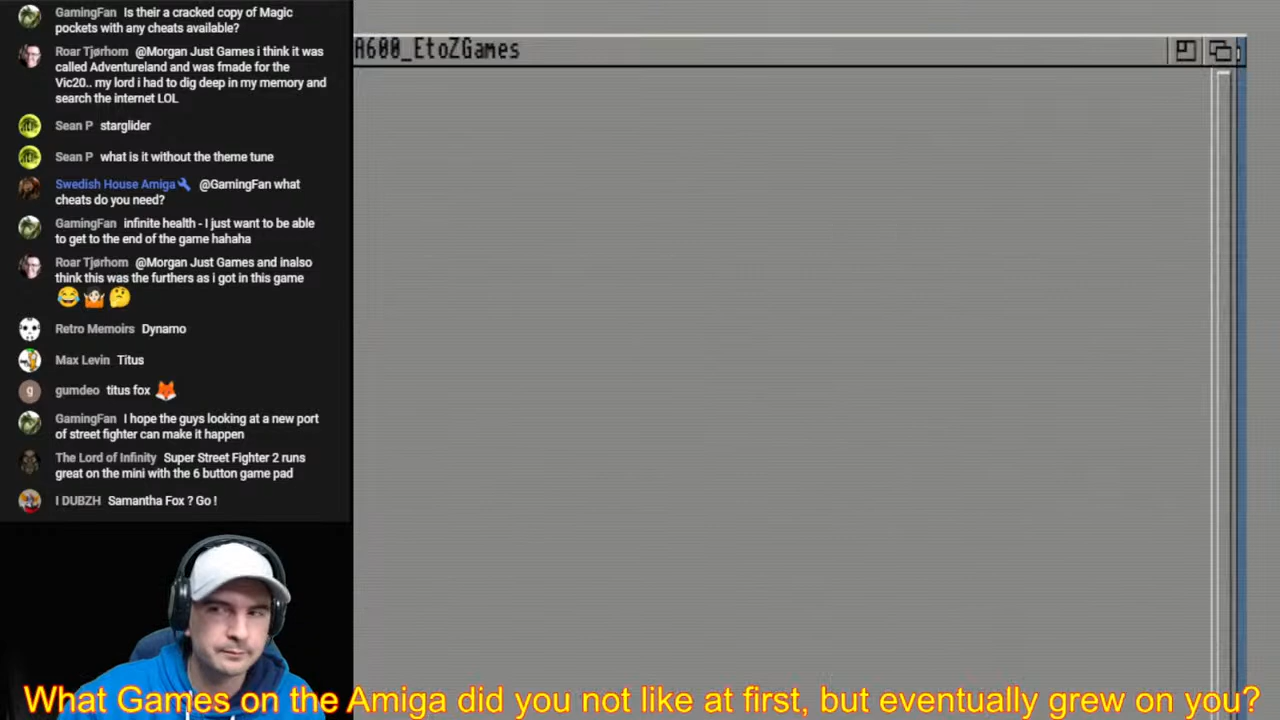 GamingFan Is their a cracked copy of Magic
pockets with any cheats available?
Roar Tjørhom @Morgan Just Games i think it was
called Adventureland and was fmade for the
Vic20.. my lord i had to dig deep in my memory and
search the internet LOL
Sean P starglider
Sean P what is it without the theme tune
Swedish House Amiga @GamingFan what
cheats do you need?
GamingFan infinite health - I just want to be able
to get to the end of the game hahaha
Roar Tjørhom @Morgan Just Games and inalso
think this was the furthers as i got in this game
😂 🤷🏻 🤔
Retro Memoirs Dynamo
Max Levin Titus
g gumdeo titus fox 🦊
GamingFan I hope the guys looking at a new port
of street fighter can make it happen
The Lord of Infinity Super Street Fighter 2 runs
great on the mini with the 6 button game pad
I DUBZH Samantha Fox ? Go !
A600_EtoZGames
What Games on the Amiga did you not like at first, but eventually grew on you?